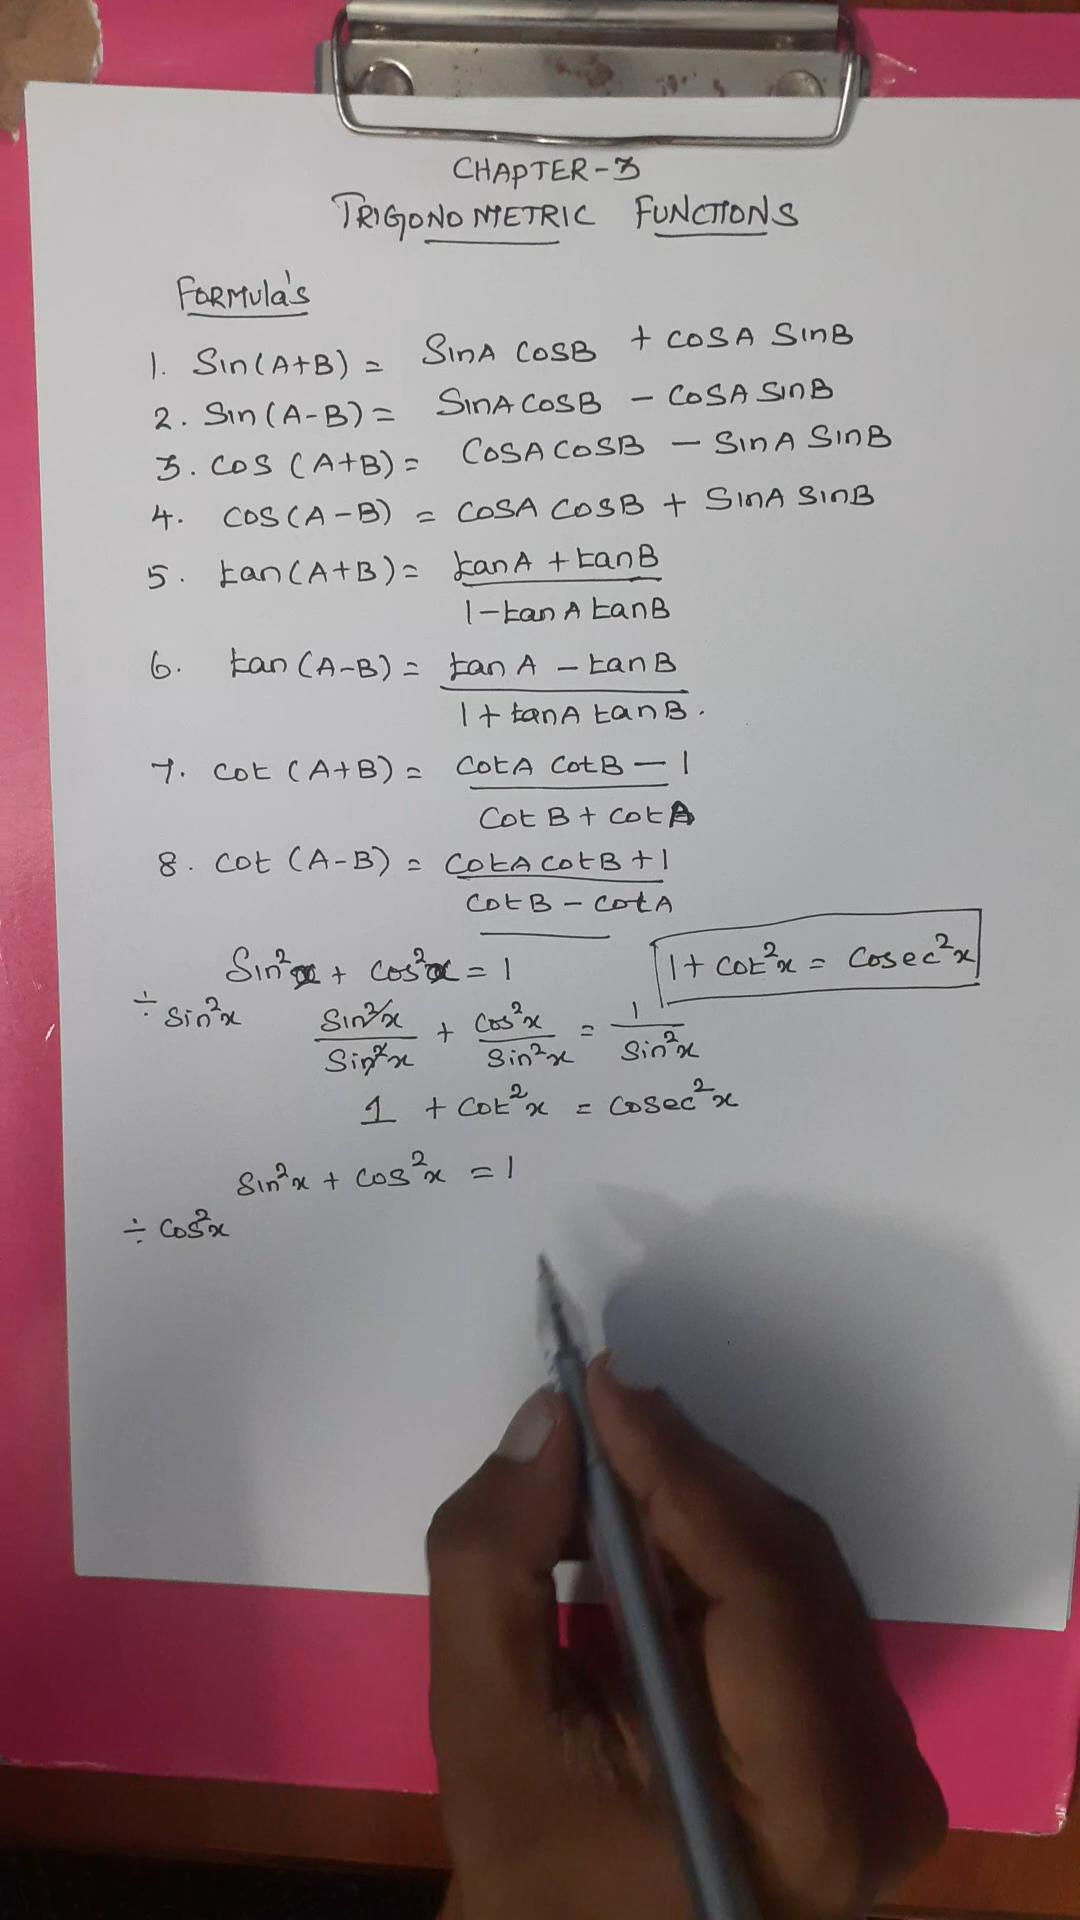 CHAPTER-3
TRIGONOMETRIC FUNCTIONS
FORMULa's
1. Sin(A+B) = SinA COSB + COSA SinB
2. Sin(A-B) = SinA COSB - COSA SinB
3. COS (A+B) = COSA COSB - SinA SinB
4. COS(A-B) = COSA COSB + SinA SinB
5. tan(A+B) = tanA + tanB
1-tanA tanB
6. tan(A-B) = tanA - tanB
1+tanA tanB.
7. Cot (A+B) = CotA CotB - 1
CotB + CotA
8. Cot (A-B) = CotA CotB + 1
CotB - CotA
Sin²x + Cos²x = 1
1 + Cot²x = Cosec²x
÷ Sin²x Sin²x/Sin²x + Cos²x/Sin²x = 1/Sin²x
1 + Cot²x = Cosec²x
Sin²x + Cos²x = 1
÷ Cos²x